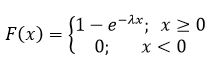 F(x) = {1 − e^{−λx}; x ≥ 0
0; x < 0